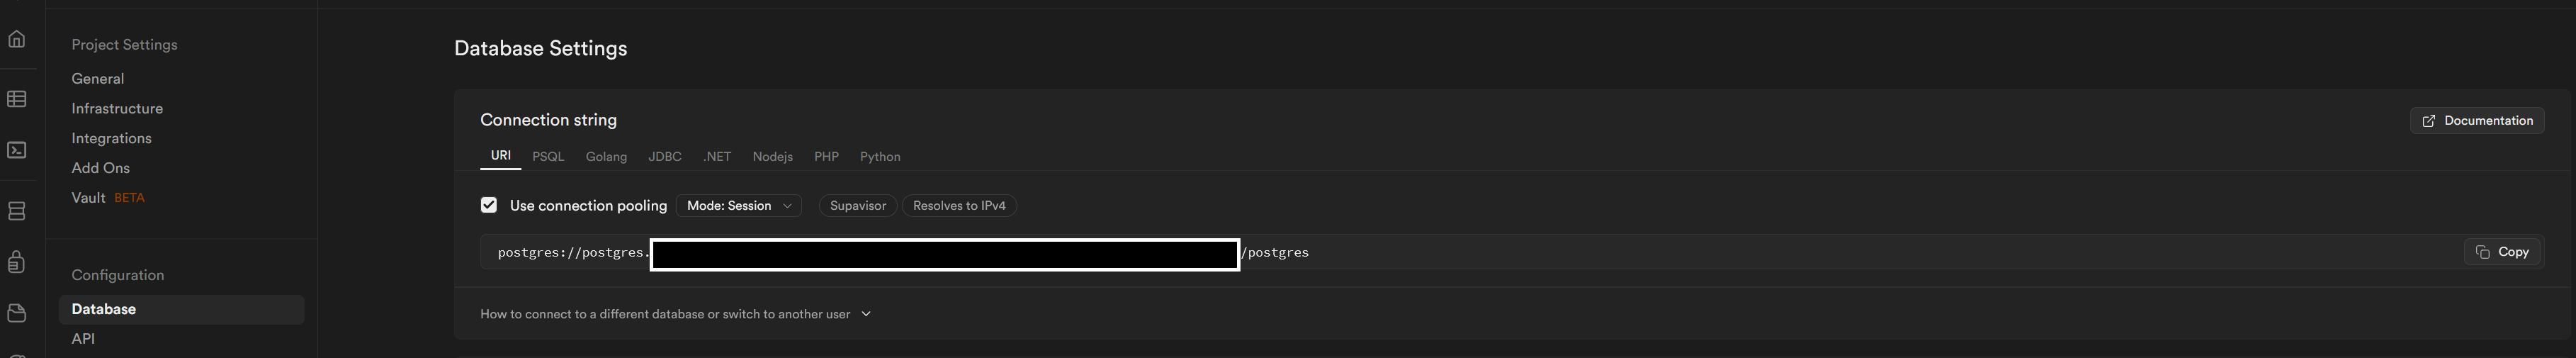 Project Settings
General
Infrastructure
Integrations
Add Ons
Vault BETA
Configuration
Database
API
Database Settings
Connection string
Documentation
URI PSQL Golang JDBC .NET Nodejs PHP Python
Use connection pooling Mode: Session Supavisor Resolves to IPv4
postgres://postgres. /postgres
Copy
How to connect to a different database or switch to another user